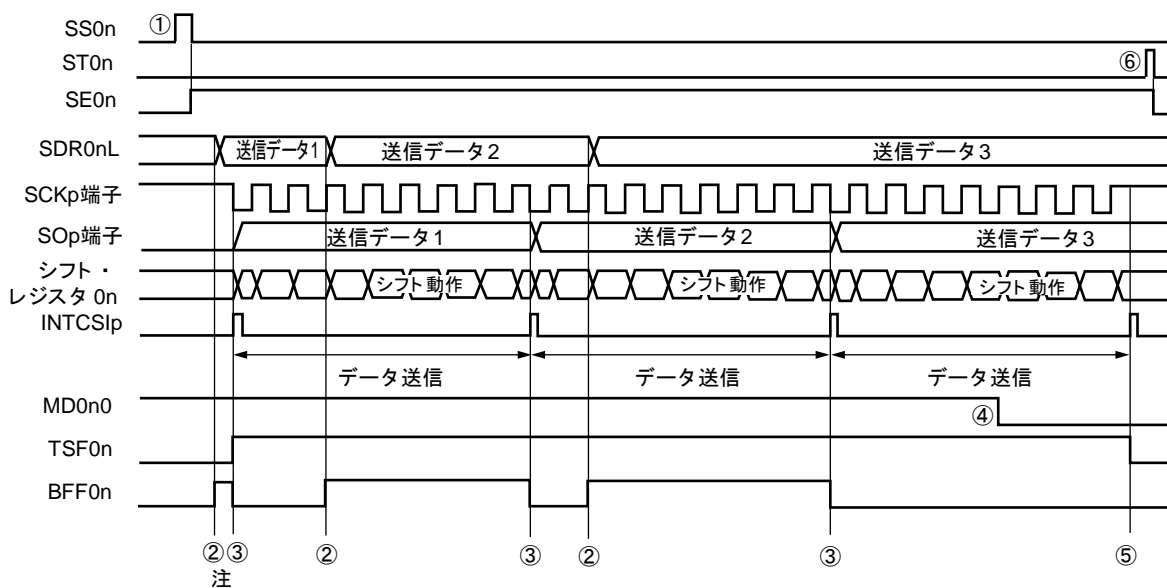 SS0n ①
ST0n ⑥
SE0n
SDR0nL 送信データ1 送信データ2 送信データ3
SCKp端子
SOp端子 送信データ1 送信データ2 送信データ3
シフト・
レジスタ 0n シフト動作 シフト動作 シフト動作
INTCSIp
データ送信 データ送信 データ送信
MD0n0 ④
TSF0n
BFF0n
②③ ② ③ ② ③ ⑤
注